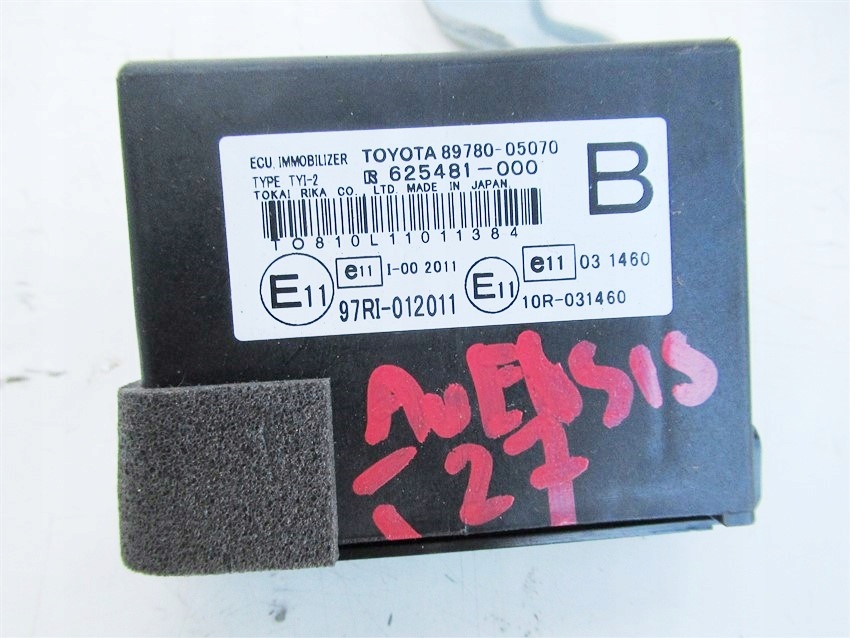 ECU, IMMOBILIZER TOYOTA 89780-05070
TYPE TYI-2 R 625481-000 B
TOKAI RIKA CO., LTD. MADE IN JAPAN.
TO810L11011384
E11 e11 I-00 2011 E11 e11 03 1460
97RI-012011 10R-031460
AVENSIS
27